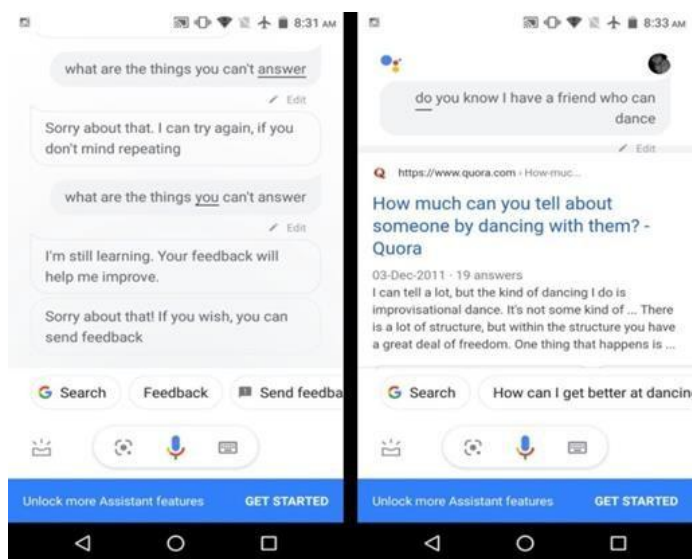 8:31 AM
what are the things you can't answer
Edit
Sorry about that. I can try again, if you
don't mind repeating
what are the things you can't answer
Edit
I'm still learning. Your feedback will
help me improve.
Sorry about that! If you wish, you can
send feedback
G Search
Feedback
Send feedba
Unlock more Assistant features
GET STARTED
8:33 AM
do you know I have a friend who can
dance
Edit
Q https://www.quora.com › How-muc...
How much can you tell about
someone by dancing with them? -
Quora
03-Dec-2011 · 19 answers
I can tell a lot, but the kind of dancing I do is
improvisational dance. It's not some kind of ... There
is a lot of structure, but within the structure you have
a great deal of freedom. One thing that happens is ...
G Search
How can I get better at dancin
Unlock more Assistant features
GET STARTED